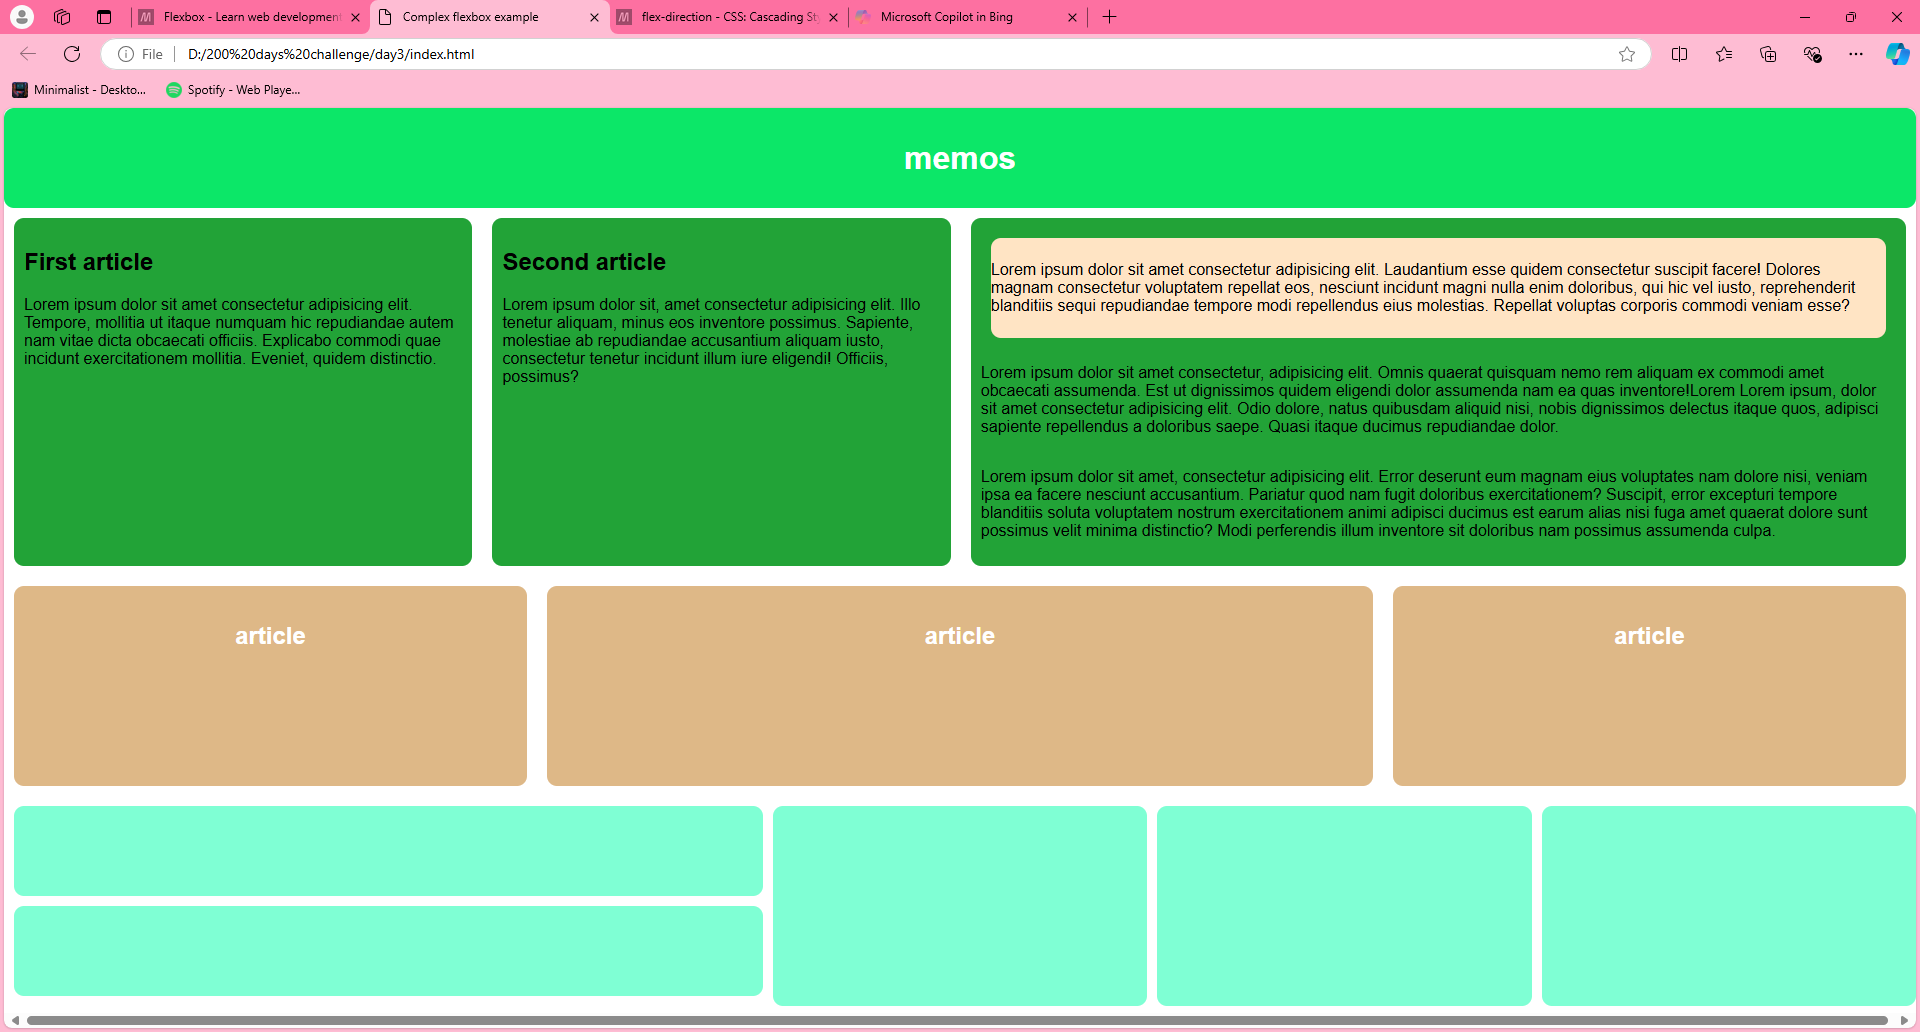 Flexbox - Learn web development
Complex flexbox example
flex-direction - CSS: Cascading St
Microsoft Copilot in Bing
File
D:/200%20days%20challenge/day3/index.html
Minimalist - Deskto...
Spotify - Web Playe...
memos
First article
Lorem ipsum dolor sit amet consectetur adipisicing elit.
Tempore, mollitia ut itaque numquam hic repudiandae autem
nam vitae dicta obcaecati officiis. Explicabo commodi quae
incidunt exercitationem mollitia. Eveniet, quidem distinctio.
Second article
Lorem ipsum dolor sit, amet consectetur adipisicing elit. Illo
tenetur aliquam, minus eos inventore possimus. Sapiente,
molestiae ab repudiandae accusantium aliquam iusto,
consectetur tenetur incidunt illum iure eligendi! Officiis,
possimus?
Lorem ipsum dolor sit amet consectetur adipisicing elit. Laudantium esse quidem consectetur suscipit facere! Dolores
magnam consectetur voluptatem repellat eos, nesciunt incidunt magni nulla enim doloribus, qui hic vel iusto, reprehenderit
blanditiis sequi repudiandae tempore modi repellendus eius molestias. Repellat voluptas corporis commodi veniam esse?
Lorem ipsum dolor sit amet consectetur, adipisicing elit. Omnis quaerat quisquam nemo rem aliquam ex commodi amet
obcaecati assumenda. Est ut dignissimos quidem eligendi dolor assumenda nam ea quas inventore!Lorem Lorem ipsum, dolor
sit amet consectetur adipisicing elit. Odio dolore, natus quibusdam aliquid nisi, nobis dignissimos delectus itaque quos, adipisci
sapiente repellendus a doloribus saepe. Quasi itaque ducimus repudiandae dolor.
Lorem ipsum dolor sit amet, consectetur adipisicing elit. Error deserunt eum magnam eius voluptates nam dolore nisi, veniam
ipsa ea facere nesciunt accusantium. Pariatur quod nam fugit doloribus exercitationem? Suscipit, error excepturi tempore
blanditiis soluta voluptatem nostrum exercitationem animi adipisci ducimus est earum alias nisi fuga amet quaerat dolore sunt
possimus velit minima distinctio? Modi perferendis illum inventore sit doloribus nam possimus assumenda culpa.
article
article
article